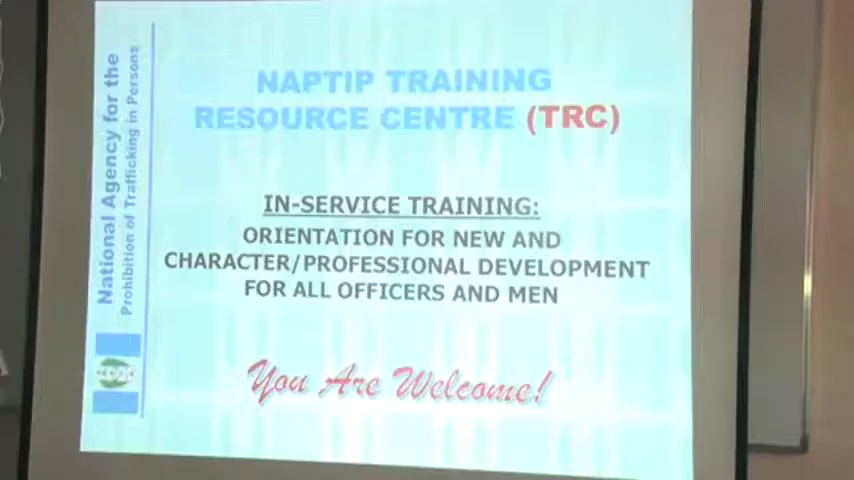 National Agency for the
Prohibition of Trafficking in Persons
NAPTIP TRAINING
RESOURCE CENTRE (TRC)
IN-SERVICE TRAINING:
ORIENTATION FOR NEW AND
CHARACTER/PROFESSIONAL DEVELOPMENT
FOR ALL OFFICERS AND MEN
You Are Welcome!